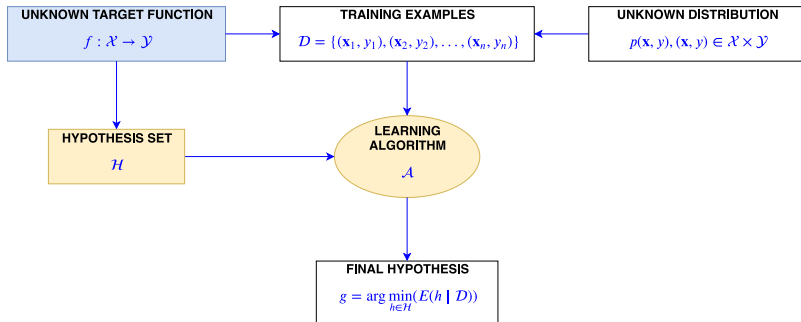 UNKNOWN TARGET FUNCTION
f : 𝒳 → 𝒴
TRAINING EXAMPLES
𝒟 = {(𝐱₁, y₁), (𝐱₂, y₂), . . . , (𝐱ₙ, yₙ)}
UNKNOWN DISTRIBUTION
p(𝐱, y), (𝐱, y) ∈ 𝒳 × 𝒴
HYPOTHESIS SET
ℋ
LEARNING
ALGORITHM
𝒜
FINAL HYPOTHESIS
g = arg min(E(h | 𝒟))
h∈ℋ